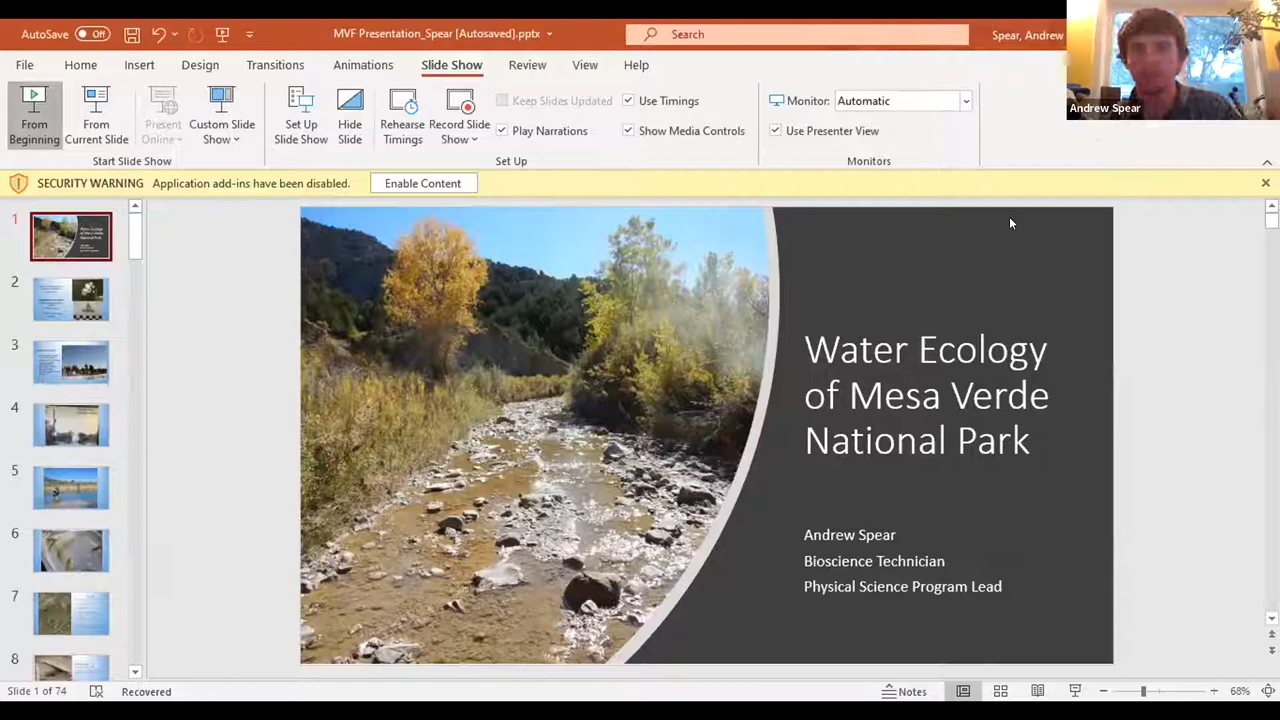 AutoSave Off MVF Presentation_Spear [Autosaved].pptx Search Spear, Andrew
File Home Insert Design Transitions Animations Slide Show Review View Help
From Beginning
From Current Slide
Present Online
Custom Slide Show
Set Up Slide Show
Hide Slide
Rehearse Timings
Record Slide Show
Keep Slides Updated Use Timings
Play Narrations Show Media Controls
Monitor: Automatic
Use Presenter View
Start Slide Show Set Up Monitors
Andrew Spear
SECURITY WARNING Application add-ins have been disabled. Enable Content
1
2
3
4
5
6
7
8
Water Ecology
of Mesa Verde
National Park
Andrew Spear
Bioscience Technician
Physical Science Program Lead
Slide 1 of 74 Recovered Notes 68%